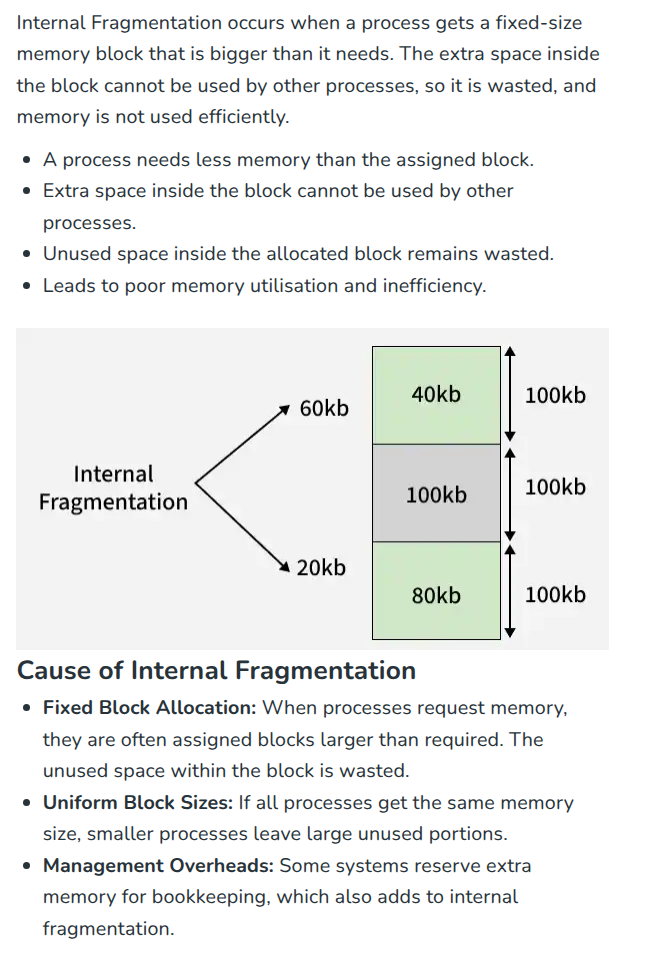 Internal Fragmentation occurs when a process gets a fixed-size
memory block that is bigger than it needs. The extra space inside
the block cannot be used by other processes, so it is wasted, and
memory is not used efficiently.
• A process needs less memory than the assigned block.
• Extra space inside the block cannot be used by other
processes.
• Unused space inside the allocated block remains wasted.
• Leads to poor memory utilisation and inefficiency.
Internal
Fragmentation
60kb
20kb
40kb
100kb
100kb
100kb
80kb
100kb
Cause of Internal Fragmentation
• Fixed Block Allocation: When processes request memory,
they are often assigned blocks larger than required. The
unused space within the block is wasted.
• Uniform Block Sizes: If all processes get the same memory
size, smaller processes leave large unused portions.
• Management Overheads: Some systems reserve extra
memory for bookkeeping, which also adds to internal
fragmentation.